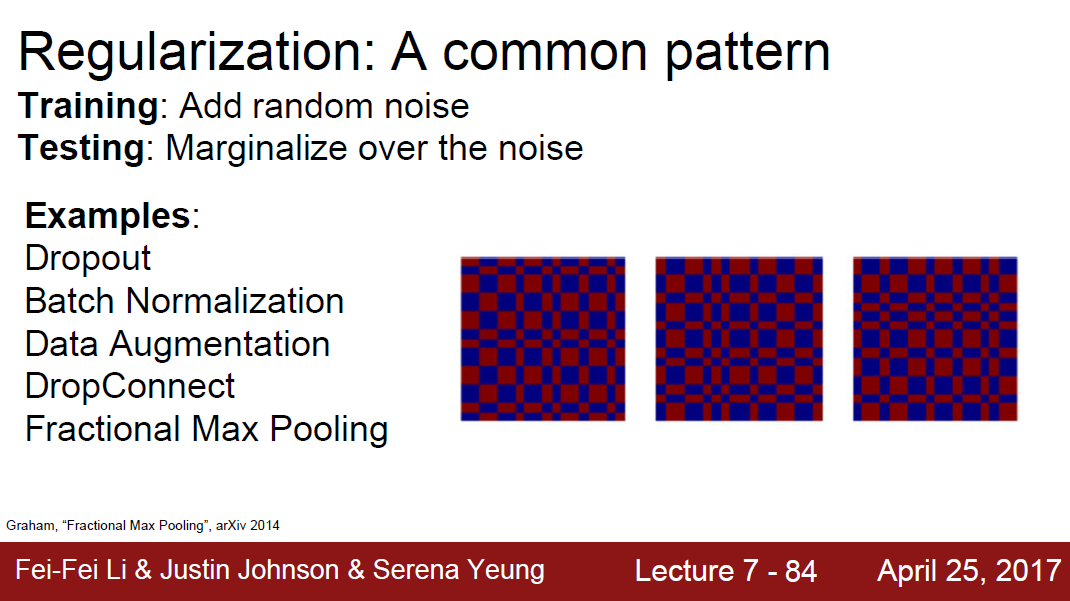 Regularization: A common pattern
Training: Add random noise
Testing: Marginalize over the noise
Examples:
Dropout
Batch Normalization
Data Augmentation
DropConnect
Fractional Max Pooling
Graham, “Fractional Max Pooling”, arXiv 2014
Fei-Fei Li & Justin Johnson & Serena Yeung
Lecture 7 - 84
April 25, 2017